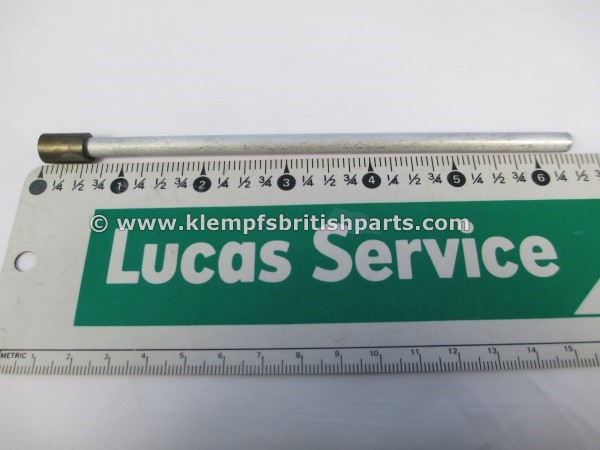 ¼ ½ ¾ 1 ¼ ½ ¾ 2 ¼ ½ ¾ 3 ¼ ½ ¾ 4 ¼ ½ ¾ 5 ¼ ½ ¾ 6 ¼ ½ ¾
© www.klempfsbritishparts.com ©
Lucas Service
METRIC 1 2 3 4 5 6 7 8 9 10 11 12 13 14 15